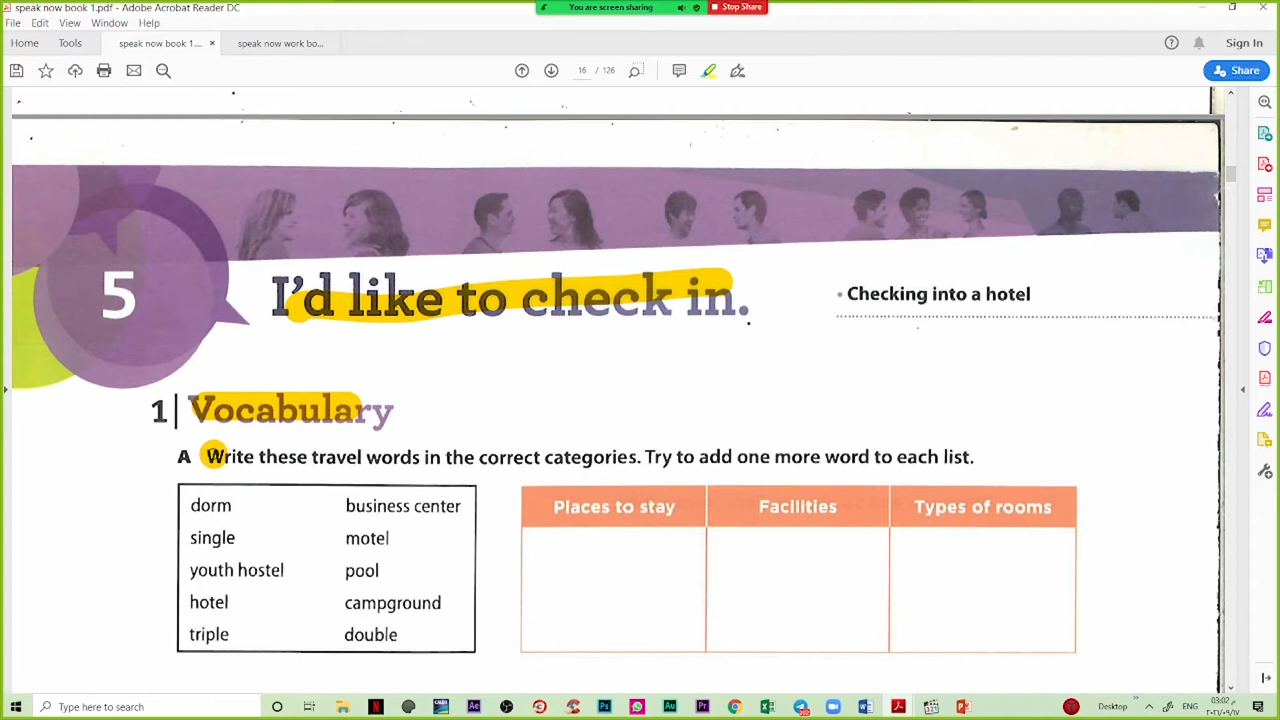 speak now book 1.pdf - Adobe Acrobat Reader DC
You are screen sharing
Stop Share
File Edit View Window Help
Home Tools speak now book 1.... × speak now work bo... Sign In
16 / 126 Share
5
I'd like to check in.
• Checking into a hotel
1 Vocabulary
A Write these travel words in the correct categories. Try to add one more word to each list.
dorm business center
single motel
youth hostel pool
hotel campground
triple double
Places to stay Facilities Types of rooms
Type here to search
Desktop
ENG
03:02 م